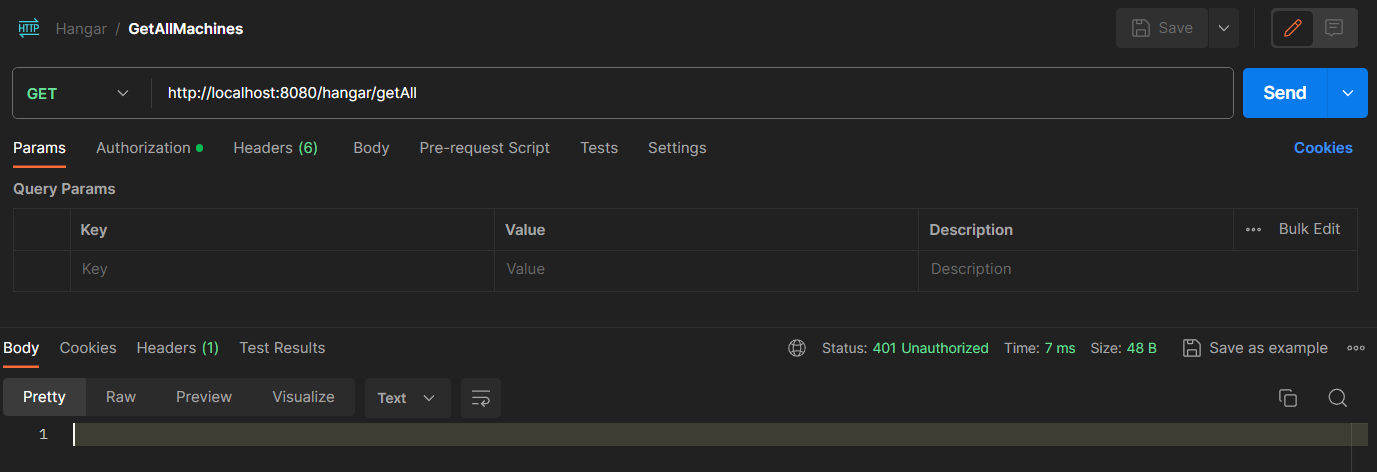 HTTP Hangar / GetAllMachines Save
GET http://localhost:8080/hangar/getAll Send
Params Authorization Headers (6) Body Pre-request Script Tests Settings Cookies
Query Params
Key Value Description Bulk Edit
Key Value Description
Body Cookies Headers (1) Test Results Status: 401 Unauthorized Time: 7 ms Size: 48 B Save as example
Pretty Raw Preview Visualize Text
1